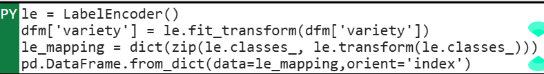 PY le = LabelEncoder()
dfm['variety'] = le.fit_transform(dfm['variety'])
le_mapping = dict(zip(le.classes_, le.transform(le.classes_)))
pd.DataFrame.from_dict(data=le_mapping,orient='index')